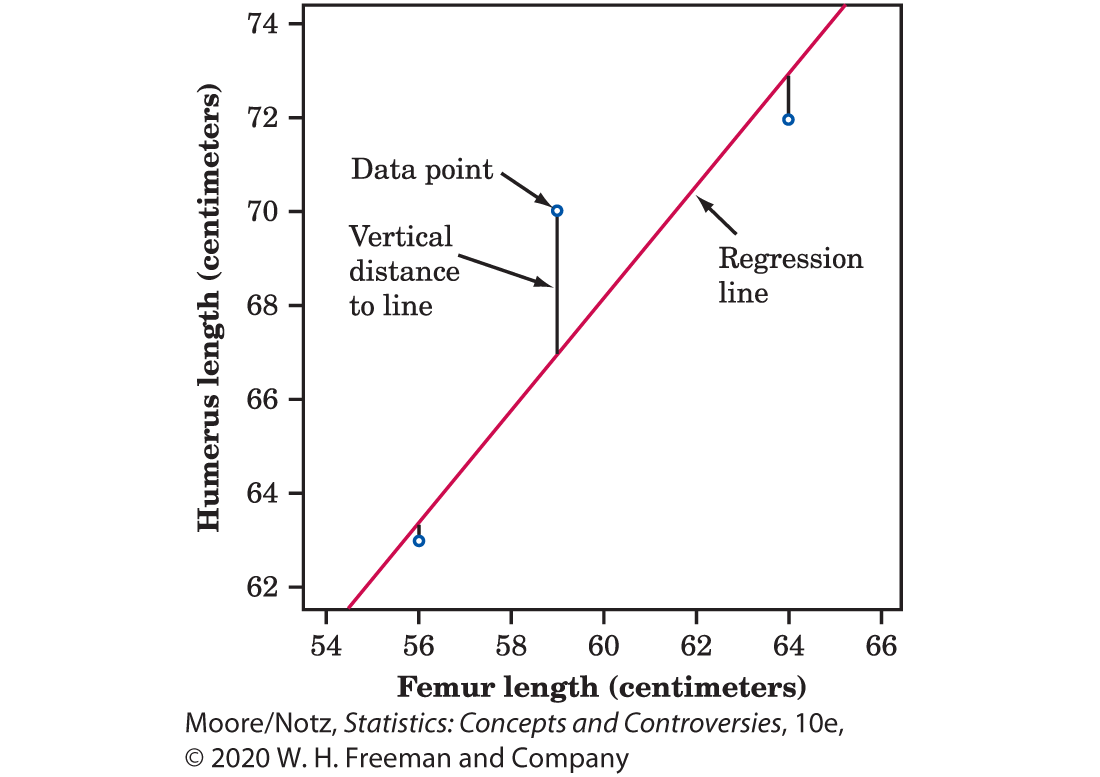 74
72
70
68
66
64
62
Humerus length (centimeters)
Data point
Vertical
distance
to line
Regression
line
54 56 58 60 62 64 66
Femur length (centimeters)
Moore/Notz, Statistics: Concepts and Controversies, 10e,
© 2020 W. H. Freeman and Company